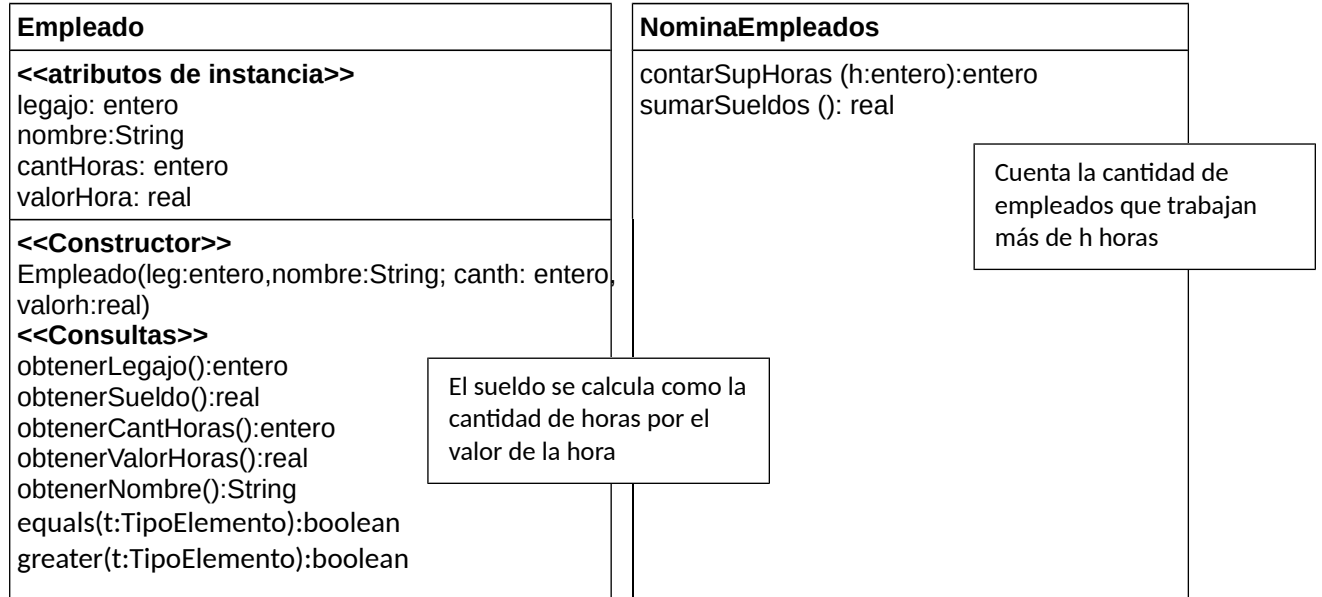 Empleado
<<atributos de instancia>>
legajo: entero
nombre:String
cantHoras: entero
valorHora: real
<<Constructor>>
Empleado(leg:entero,nombre:String; canth: entero,
valorh:real)
<<Consultas>>
obtenerLegajo():entero
obtenerSueldo():real
obtenerCantHoras():entero
obtenerValorHoras():real
obtenerNombre():String
equals(t:TipoElemento):boolean
greater(t:TipoElemento):boolean
El sueldo se calcula como la
cantidad de horas por el
valor de la hora
NominaEmpleados
contarSupHoras (h:entero):entero
sumarSueldos (): real
Cuenta la cantidad de
empleados que trabajan
más de h horas